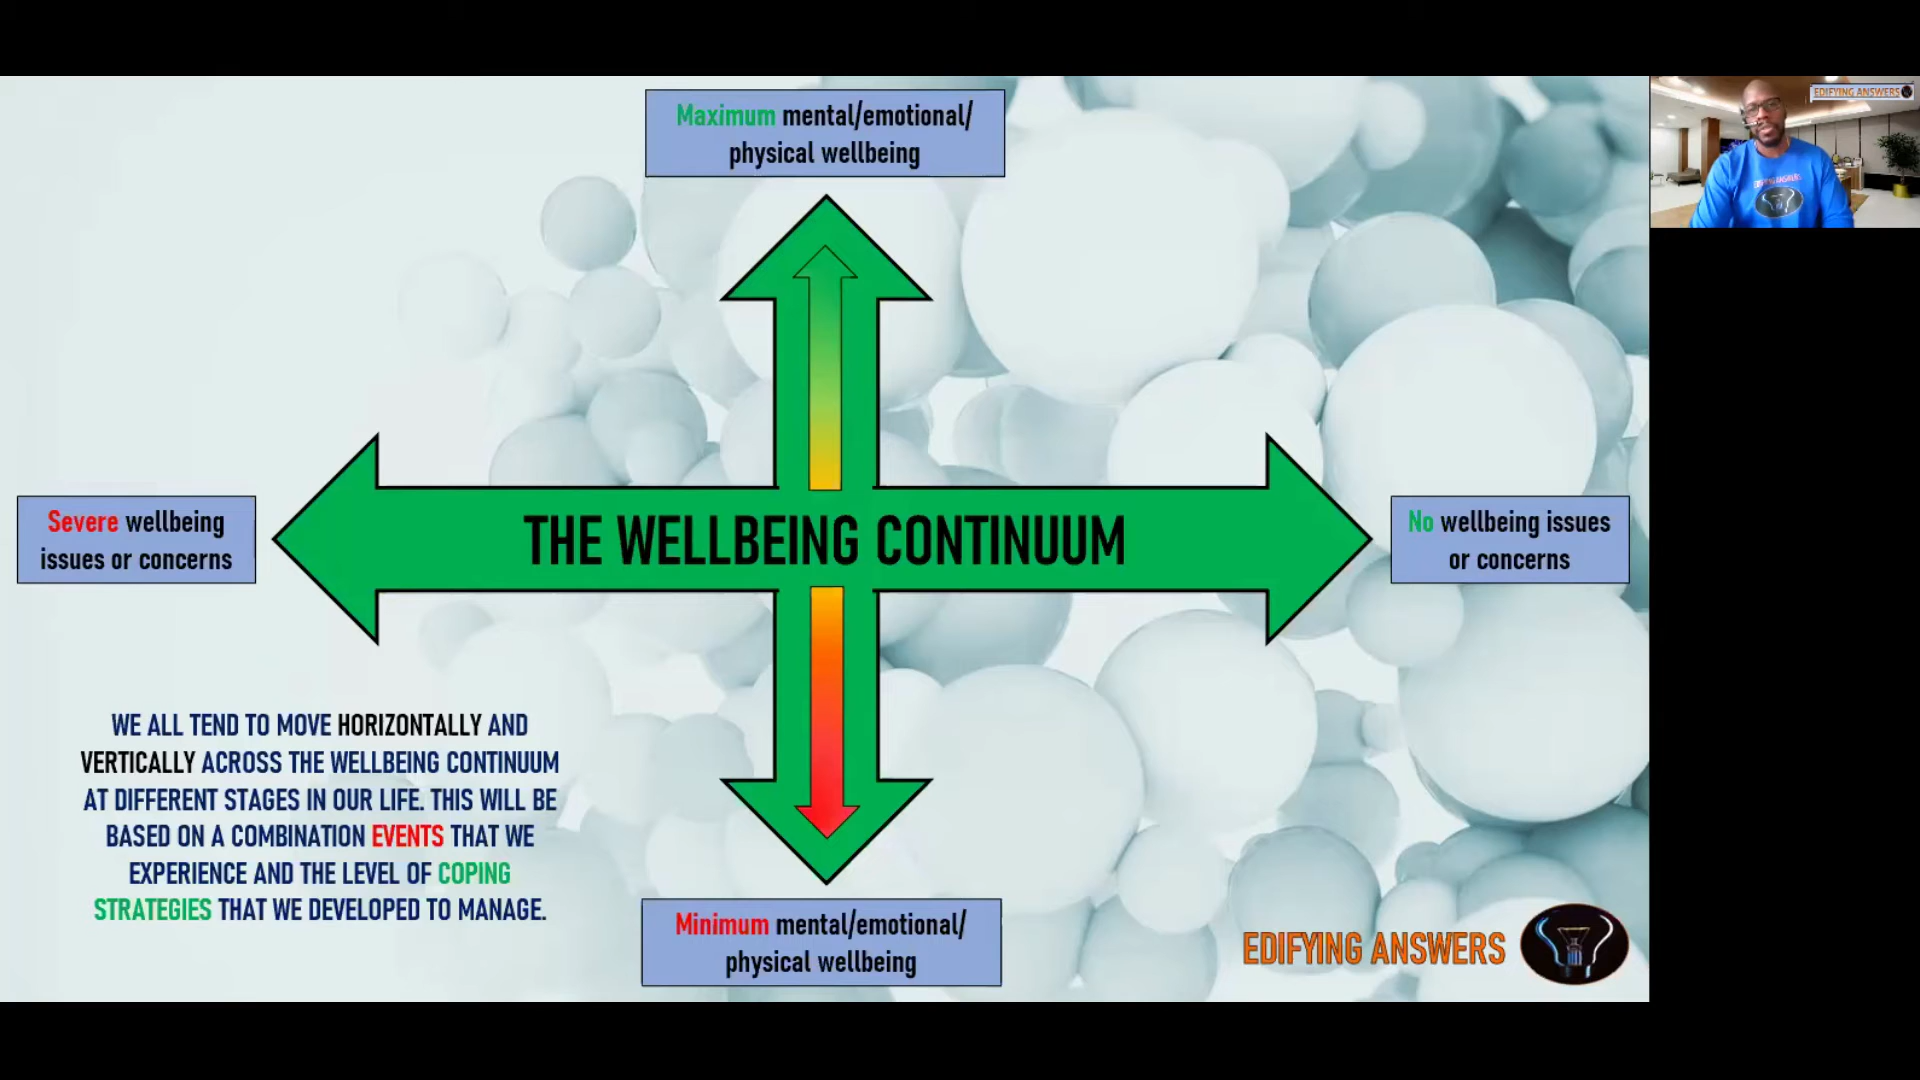 Maximum mental/emotional/
physical wellbeing
EDIFYING ANSWERS
EDIFYING ANSWERS
Severe wellbeing
issues or concerns
THE WELLBEING CONTINUUM
No wellbeing issues
or concerns
WE ALL TEND TO MOVE HORIZONTALLY AND
VERTICALLY ACROSS THE WELLBEING CONTINUUM
AT DIFFERENT STAGES IN OUR LIFE. THIS WILL BE
BASED ON A COMBINATION EVENTS THAT WE
EXPERIENCE AND THE LEVEL OF COPING
STRATEGIES THAT WE DEVELOPED TO MANAGE.
Minimum mental/emotional/
physical wellbeing
EDIFYING ANSWERS